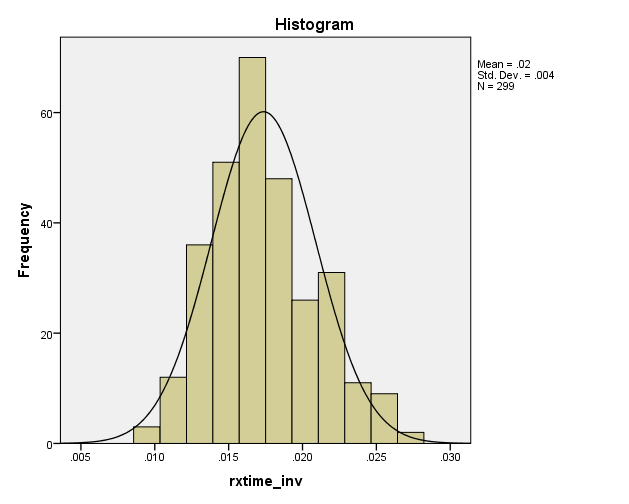 Histogram
Mean = .02
Std. Dev. = .004
N = 299
Frequency
60
40
20
0
.005 .010 .015 .020 .025 .030
rxtime_inv